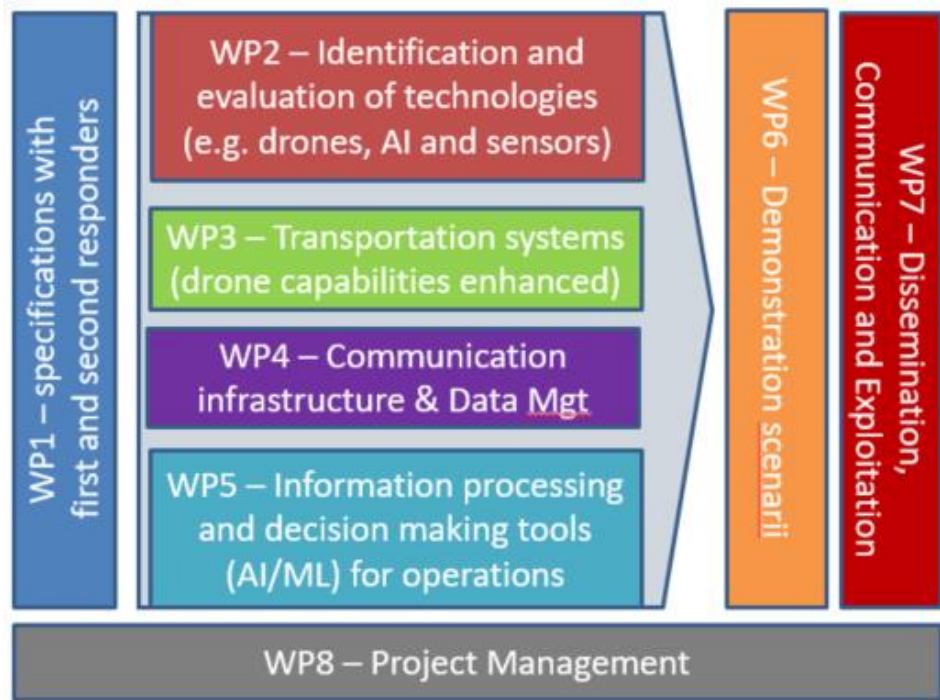 WP1 – specifications with
first and second responders
WP2 – Identification and
evaluation of technologies
(e.g. drones, AI and sensors)
WP3 – Transportation systems
(drone capabilities enhanced)
WP4 – Communication
infrastructure & Data Mgt
WP5 – Information processing
and decision making tools
(AI/ML) for operations
WP6 – Demonstration scenarii
WP7 – Dissemination,
Communication and Exploitation
WP8 – Project Management